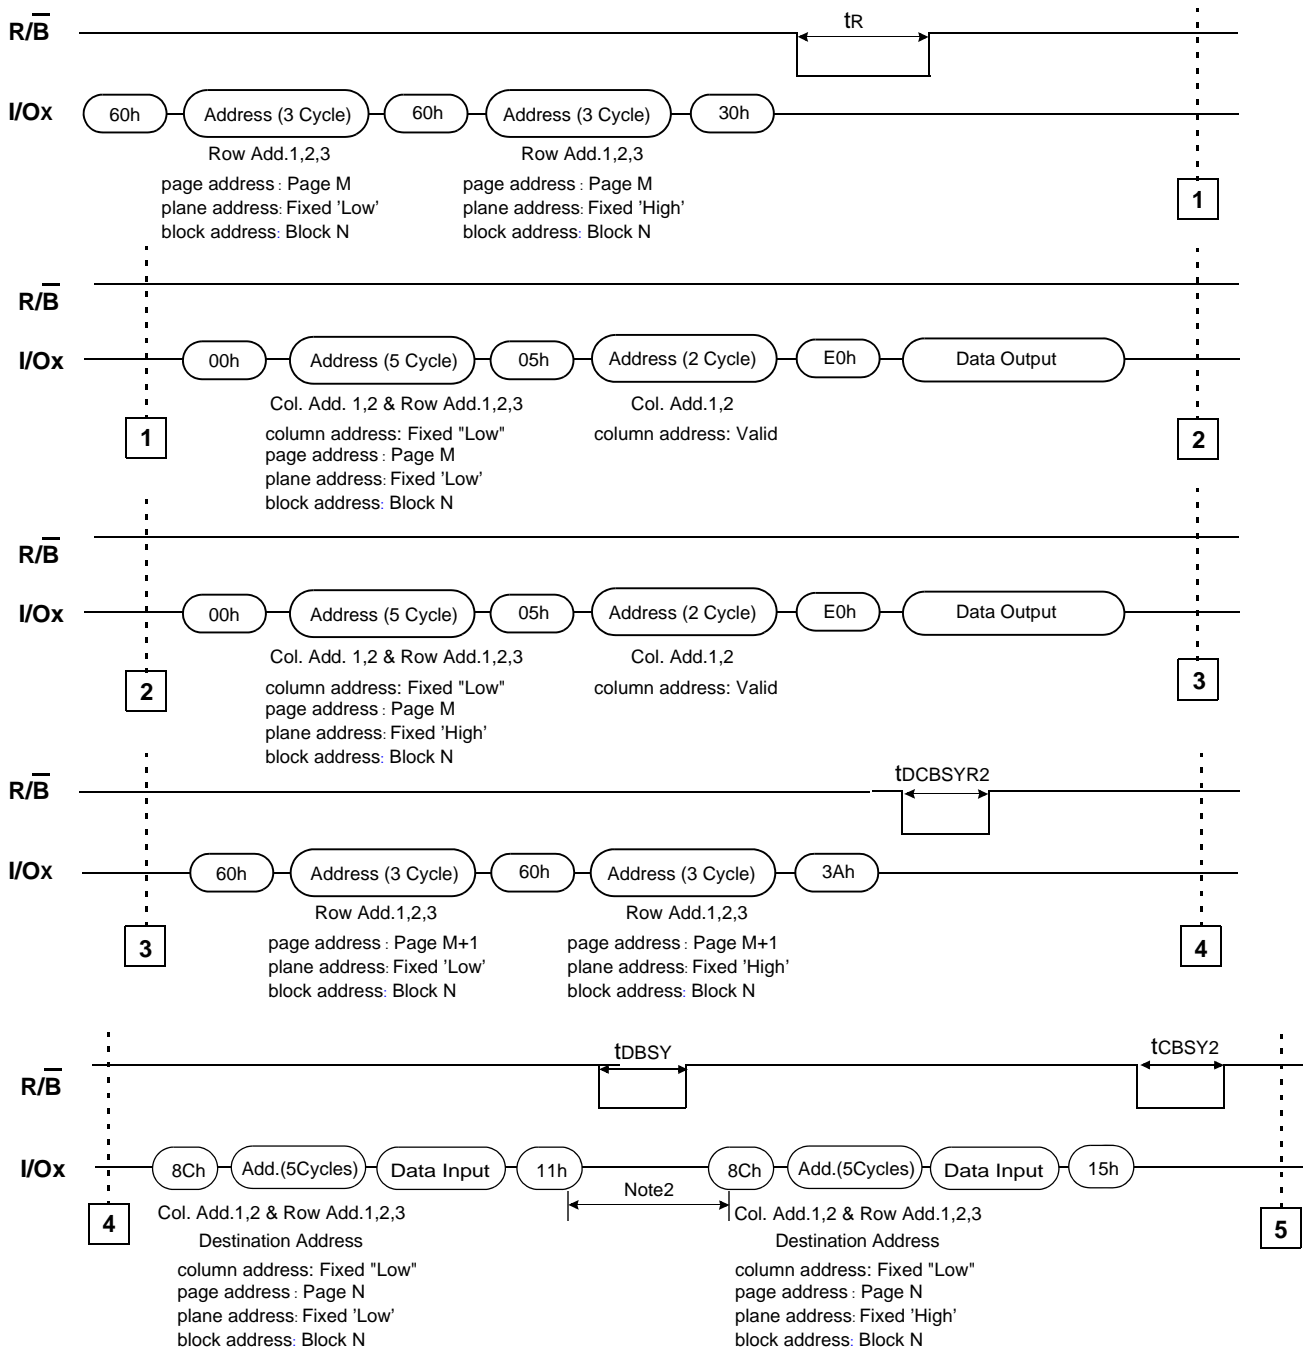 tR
R/B
I/Ox 60h Address (3 Cycle) 60h Address (3 Cycle) 30h
Row Add.1,2,3 Row Add.1,2,3
page address : Page M page address : Page M
plane address: Fixed 'Low' plane address: Fixed 'High'
block address: Block N block address: Block N
1
R/B
I/Ox 00h Address (5 Cycle) 05h Address (2 Cycle) E0h Data Output
Col. Add. 1,2 & Row Add.1,2,3 Col. Add.1,2
column address: Fixed "Low" column address: Valid
page address : Page M
plane address: Fixed 'Low'
block address: Block N
1 2
R/B
I/Ox 00h Address (5 Cycle) 05h Address (2 Cycle) E0h Data Output
Col. Add. 1,2 & Row Add.1,2,3 Col. Add.1,2
column address: Fixed "Low" column address: Valid
page address : Page M
plane address: Fixed 'High'
block address: Block N
2 3
tDCBSYR2
R/B
I/Ox 60h Address (3 Cycle) 60h Address (3 Cycle) 3Ah
Row Add.1,2,3 Row Add.1,2,3
page address : Page M+1 page address : Page M+1
plane address: Fixed 'Low' plane address: Fixed 'High'
block address: Block N block address: Block N
3 4
tDBSY tCBSY2
R/B
I/Ox 8Ch Add.(5Cycles) Data Input 11h 8Ch Add.(5Cycles) Data Input 15h
Note2
Col. Add.1,2 & Row Add.1,2,3 Col. Add.1,2 & Row Add.1,2,3
Destination Address Destination Address
column address: Fixed "Low" column address: Fixed "Low"
page address : Page N page address : Page N
plane address: Fixed 'Low' plane address: Fixed 'High'
block address: Block N block address: Block N
4 5